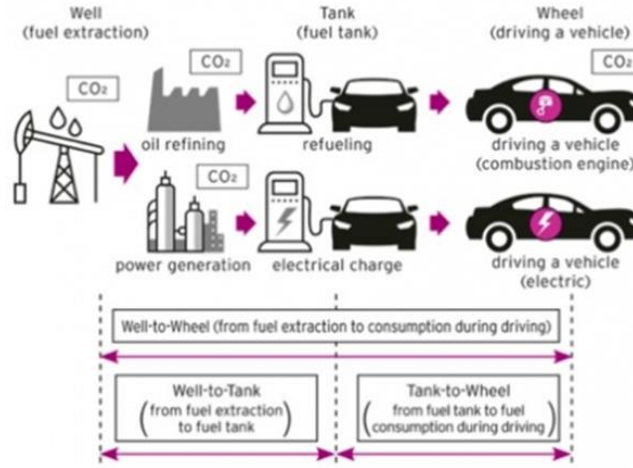 Well
(fuel extraction)
Tank
(fuel tank)
Wheel
(driving a vehicle)
CO₂
CO₂
CO₂
oil refining
refueling
driving a vehicle
(combustion engine)
CO₂
power generation
electrical charge
driving a vehicle
(electric)
Well-to-Wheel (from fuel extraction to consumption during driving)
Well-to-Tank
(from fuel extraction
to fuel tank)
Tank-to-Wheel
(from fuel tank to fuel
consumption during driving)